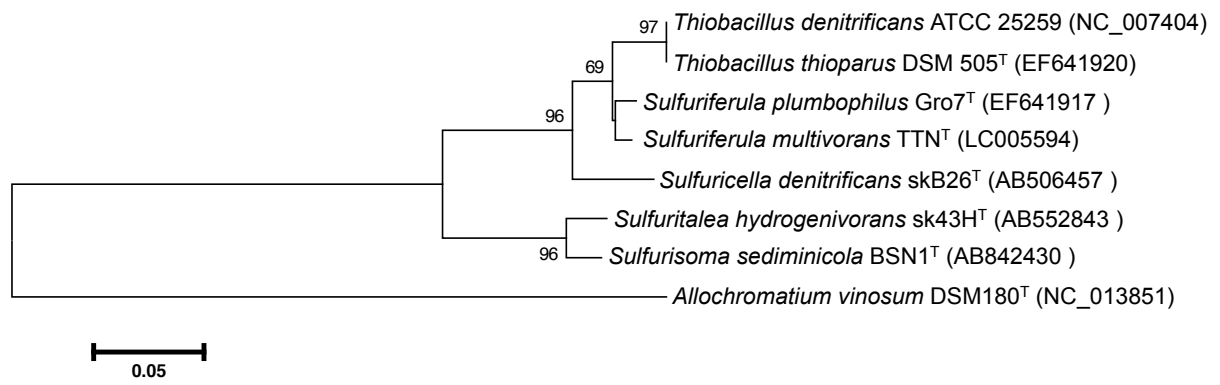 97
Thiobacillus denitrificans ATCC 25259 (NC_007404)
Thiobacillus thioparus DSM 505ᵀ (EF641920)
69
Sulfuriferula plumbophilus Gro7ᵀ (EF641917 )
96
Sulfuriferula multivorans TTNᵀ (LC005594)
Sulfuricella denitrificans skB26ᵀ (AB506457 )
Sulfuritalea hydrogenivorans sk43Hᵀ (AB552843 )
96
Sulfurisoma sediminicola BSN1ᵀ (AB842430 )
Allochromatium vinosum DSM180ᵀ (NC_013851)
0.05